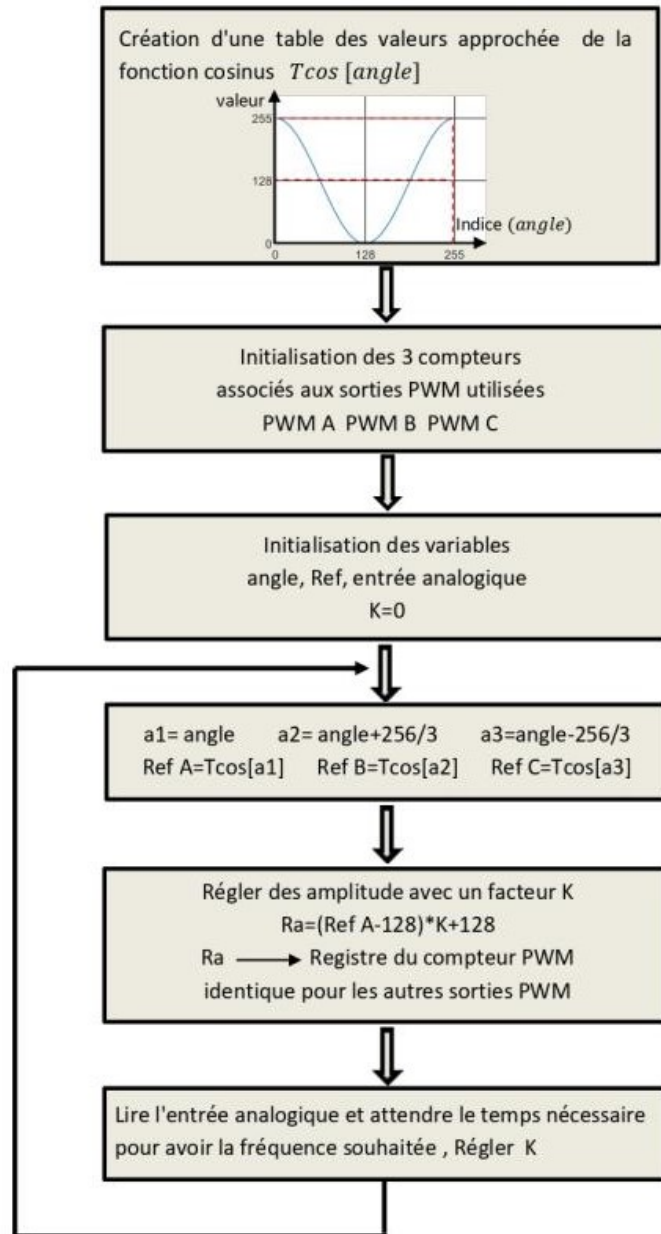 Création d'une table des valeurs approchée de la
fonction cosinus Tcos [angle]
valeur
255
128
0
Indice (angle)
0 128 255
Initialisation des 3 compteurs
associés aux sorties PWM utilisées
PWM A PWM B PWM C
Initialisation des variables
angle, Ref, entrée analogique
K=0
a1= angle a2= angle+256/3 a3=angle-256/3
Ref A=Tcos[a1] Ref B=Tcos[a2] Ref C=Tcos[a3]
Régler des amplitude avec un facteur K
Ra=(Ref A-128)*K+128
Ra Registre du compteur PWM
identique pour les autres sorties PWM
Lire l'entrée analogique et attendre le temps nécessaire
pour avoir la fréquence souhaitée , Régler K